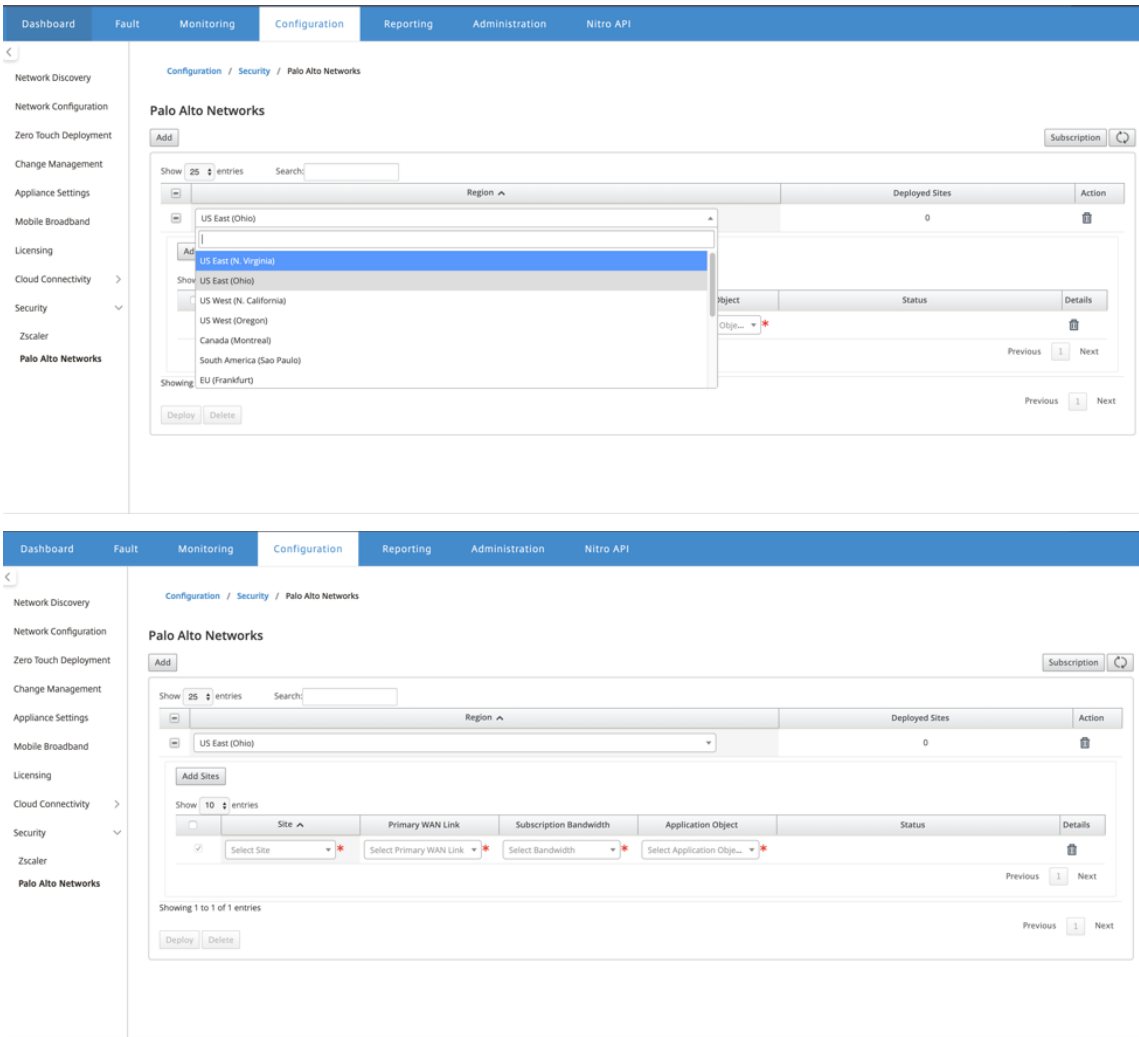 Dashboard Fault Monitoring Configuration Reporting Administration Nitro API
Configuration / Security / Palo Alto Networks
Network Discovery
Network Configuration
Zero Touch Deployment
Change Management
Appliance Settings
Mobile Broadband
Licensing
Cloud Connectivity
Security
Zscaler
Palo Alto Networks
Palo Alto Networks
Add Subscription
Show 25 entries Search:
Region Deployed Sites Action
US East (Ohio) 0
Ad
US East (N. Virginia)
Show US East (Ohio)
US West (N. California)
Object Status Details
US West (Oregon)
Obje...
*
Canada (Montreal)
Previous 1 Next
South America (Sao Paulo)
Showing EU (Frankfurt)
Previous 1 Next
Deploy Delete
Dashboard Fault Monitoring Configuration Reporting Administration Nitro API
Configuration / Security / Palo Alto Networks
Network Discovery
Network Configuration
Zero Touch Deployment
Change Management
Appliance Settings
Mobile Broadband
Licensing
Cloud Connectivity
Security
Zscaler
Palo Alto Networks
Palo Alto Networks
Add Subscription
Show 25 entries Search:
Region Deployed Sites Action
US East (Ohio) 0
Add Sites
Show 10 entries
Site Primary WAN Link Subscription Bandwidth Application Object Status Details
Select Site * Select Primary WAN Link * Select Bandwidth * Select Application Obje... *
Previous 1 Next
Showing 1 to 1 of 1 entries
Previous 1 Next
Deploy Delete